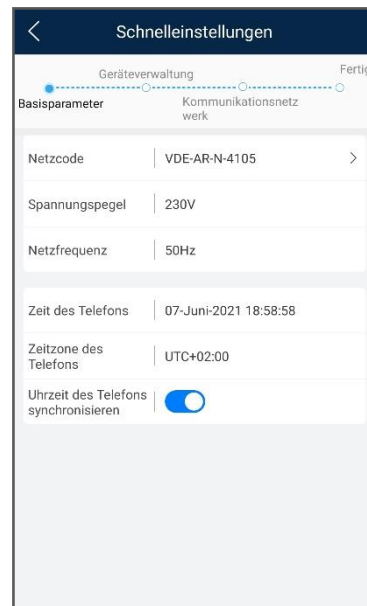 Schnelleinstellungen
Geräteverwaltung
Fertig
Basisparameter
Kommunikationsnetz
werk
Netzcode
VDE-AR-N-4105
Spannungspegel
230V
Netzfrequenz
50Hz
Zeit des Telefons
07-Juni-2021 18:58:58
Zeitzone des
Telefons
UTC+02:00
Uhrzeit des Telefons
synchronisieren